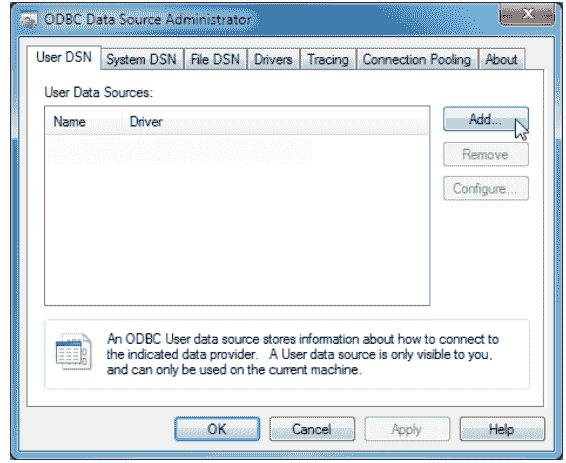 ODBC Data Source Administrator
User DSN System DSN File DSN Drivers Tracing Connection Pooling About
User Data Sources:
Name Driver
Add...
Remove
Configure...
An ODBC User data source stores information about how to connect to
the indicated data provider. A User data source is only visible to you,
and can only be used on the current machine.
OK Cancel Apply Help